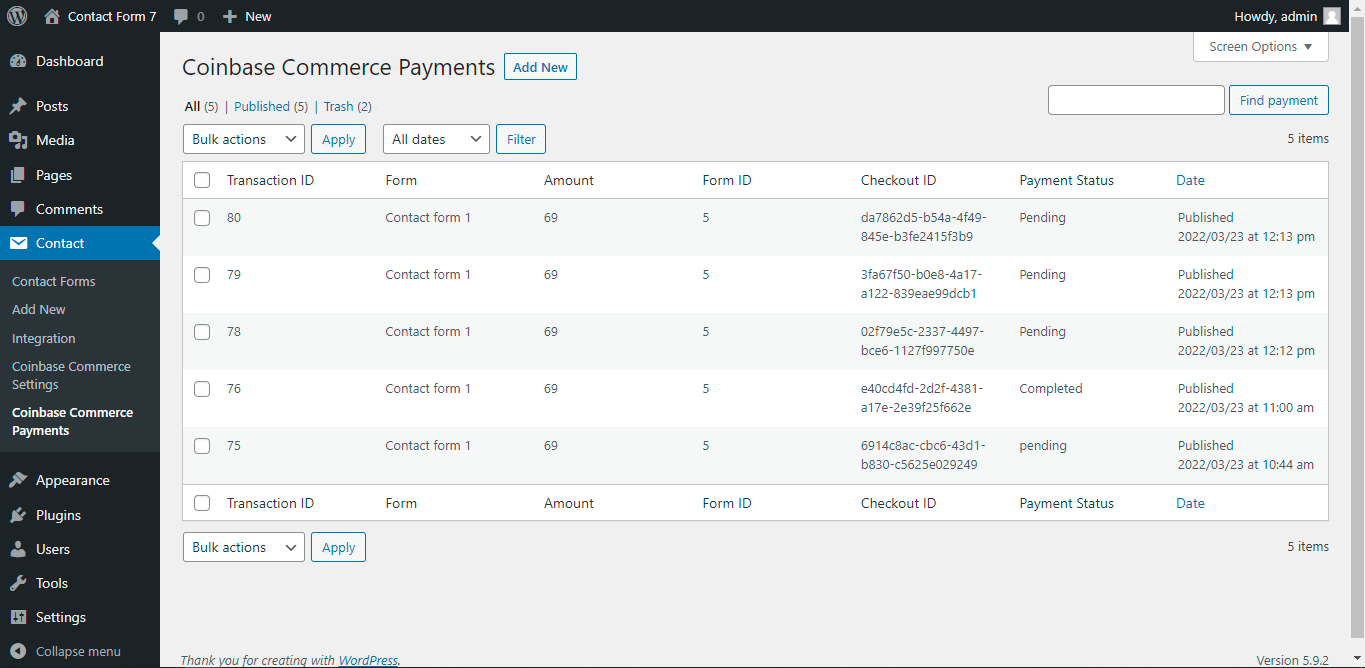 Contact Form 7 0 New Howdy, admin
Screen Options
Dashboard
Posts
Media
Pages
Comments
Contact
Contact Forms
Add New
Integration
Coinbase Commerce
Settings
Coinbase Commerce
Payments
Appearance
Plugins
Users
Tools
Settings
Collapse menu
Coinbase Commerce Payments Add New
All (5) | Published (5) | Trash (2)
Find payment
Bulk actions Apply All dates Filter 5 items
Transaction ID Form Amount Form ID Checkout ID Payment Status Date
80 Contact form 1 69 5 da7862d5-b54a-4f49- Pending Published
845e-b3fe2415f3b9 2022/03/23 at 12:13 pm
79 Contact form 1 69 5 3fa67f50-b0e8-4a17- Pending Published
a122-839eae99dcb1 2022/03/23 at 12:13 pm
78 Contact form 1 69 5 02f79e5c-2337-4497- Pending Published
bce6-1127f997750e 2022/03/23 at 12:12 pm
76 Contact form 1 69 5 e40cd4fd-2d2f-4381- Completed Published
a17e-2e39f25f662e 2022/03/23 at 11:00 am
75 Contact form 1 69 5 6914c8ac-cbc6-43d1- pending Published
b830-c5625e029249 2022/03/23 at 10:44 am
Transaction ID Form Amount Form ID Checkout ID Payment Status Date
Bulk actions Apply 5 items
Thank you for creating with WordPress. Version 5.9.2